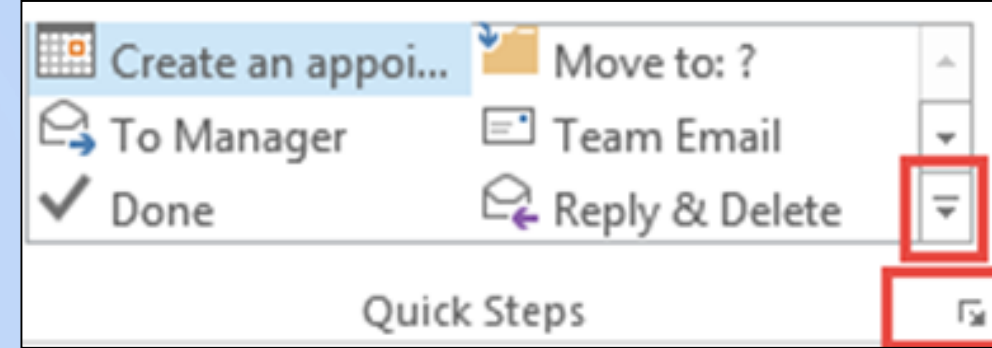 Create an appoi... Move to: ?
To Manager Team Email
Done Reply & Delete
Quick Steps